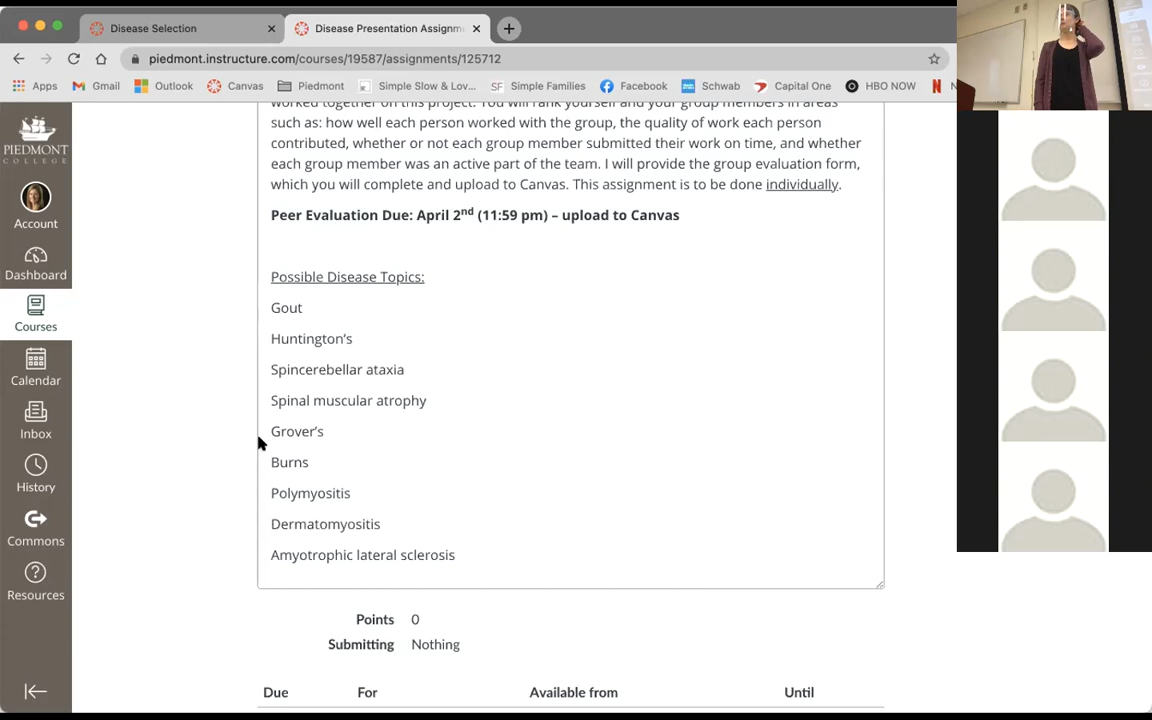 Disease Selection
Disease Presentation Assignm
piedmont.instructure.com/courses/19587/assignments/125712
Apps Gmail Outlook Canvas Piedmont Simple Slow & Lov... SF Simple Families Facebook Schwab Capital One HBO NOW N
PIEDMONT
COLLEGE
Account
Dashboard
Courses
Calendar
Inbox
History
Commons
Resources
worked together on this project. You will rank yourself and your group members in areas
such as: how well each person worked with the group, the quality of work each person
contributed, whether or not each group member submitted their work on time, and whether
each group member was an active part of the team. I will provide the group evaluation form,
which you will complete and upload to Canvas. This assignment is to be done individually.
Peer Evaluation Due: April 2nd (11:59 pm) – upload to Canvas
Possible Disease Topics:
Gout
Huntington’s
Spincerebellar ataxia
Spinal muscular atrophy
Grover’s
Burns
Polymyositis
Dermatomyositis
Amyotrophic lateral sclerosis
Points 0
Submitting Nothing
Due For Available from Until